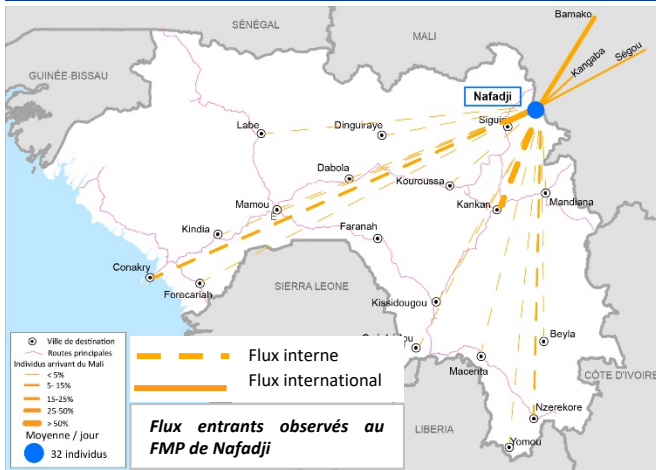 SÉNÉGAL
MALI
Bamako
Kangaba
Ségou
GUINÉE-BISSAU
Nafadji
Siguiri
Labe
Dinguiraye
Dabola
Kouroussa
Mamou
Kankan
Mandiana
Kindia
Faranah
Conakry
Forecariah
SIERRA LEONE
Kissidougou
Beyla
Macenta
CÔTE D'IVOIRE
Nzerekore
LIBERIA
Yomou
Ville de destination
Routes principales
Individus arrivant du Mali
< 5%
5- 15%
15-25%
25-50%
> 50%
Moyenne / jour
32 individus
Flux interne
Flux international
Flux entrants observés au
FMP de Nafadji